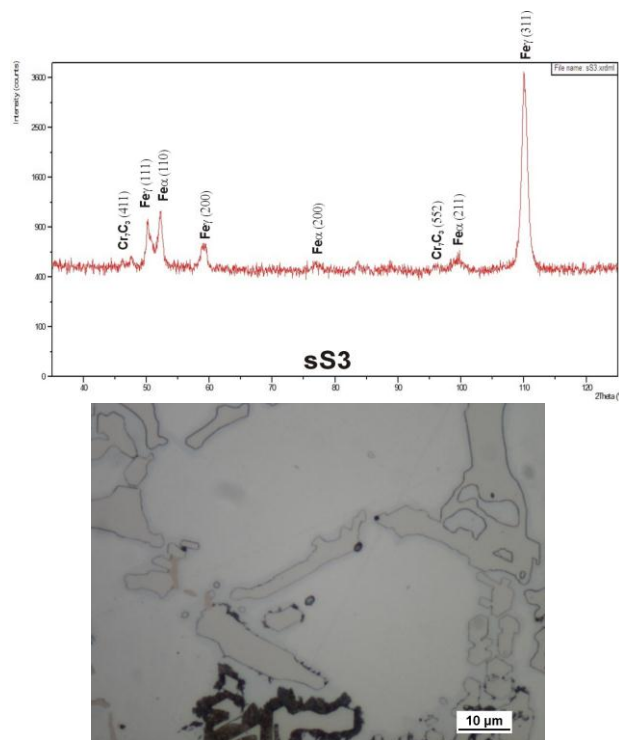 Feγ (311)
Intensity (counts)
File name: sS3.xrdml
3600
2500
1600
900
400
100
0
Cr₇C₃ (411)
Feγ (111)
Feα (110)
Feγ (200)
Feα (200)
Cr₇C₃ (552)
Feα (211)
sS3
40
50
60
70
80
90
100
110
120
2Theta (°
10 µm